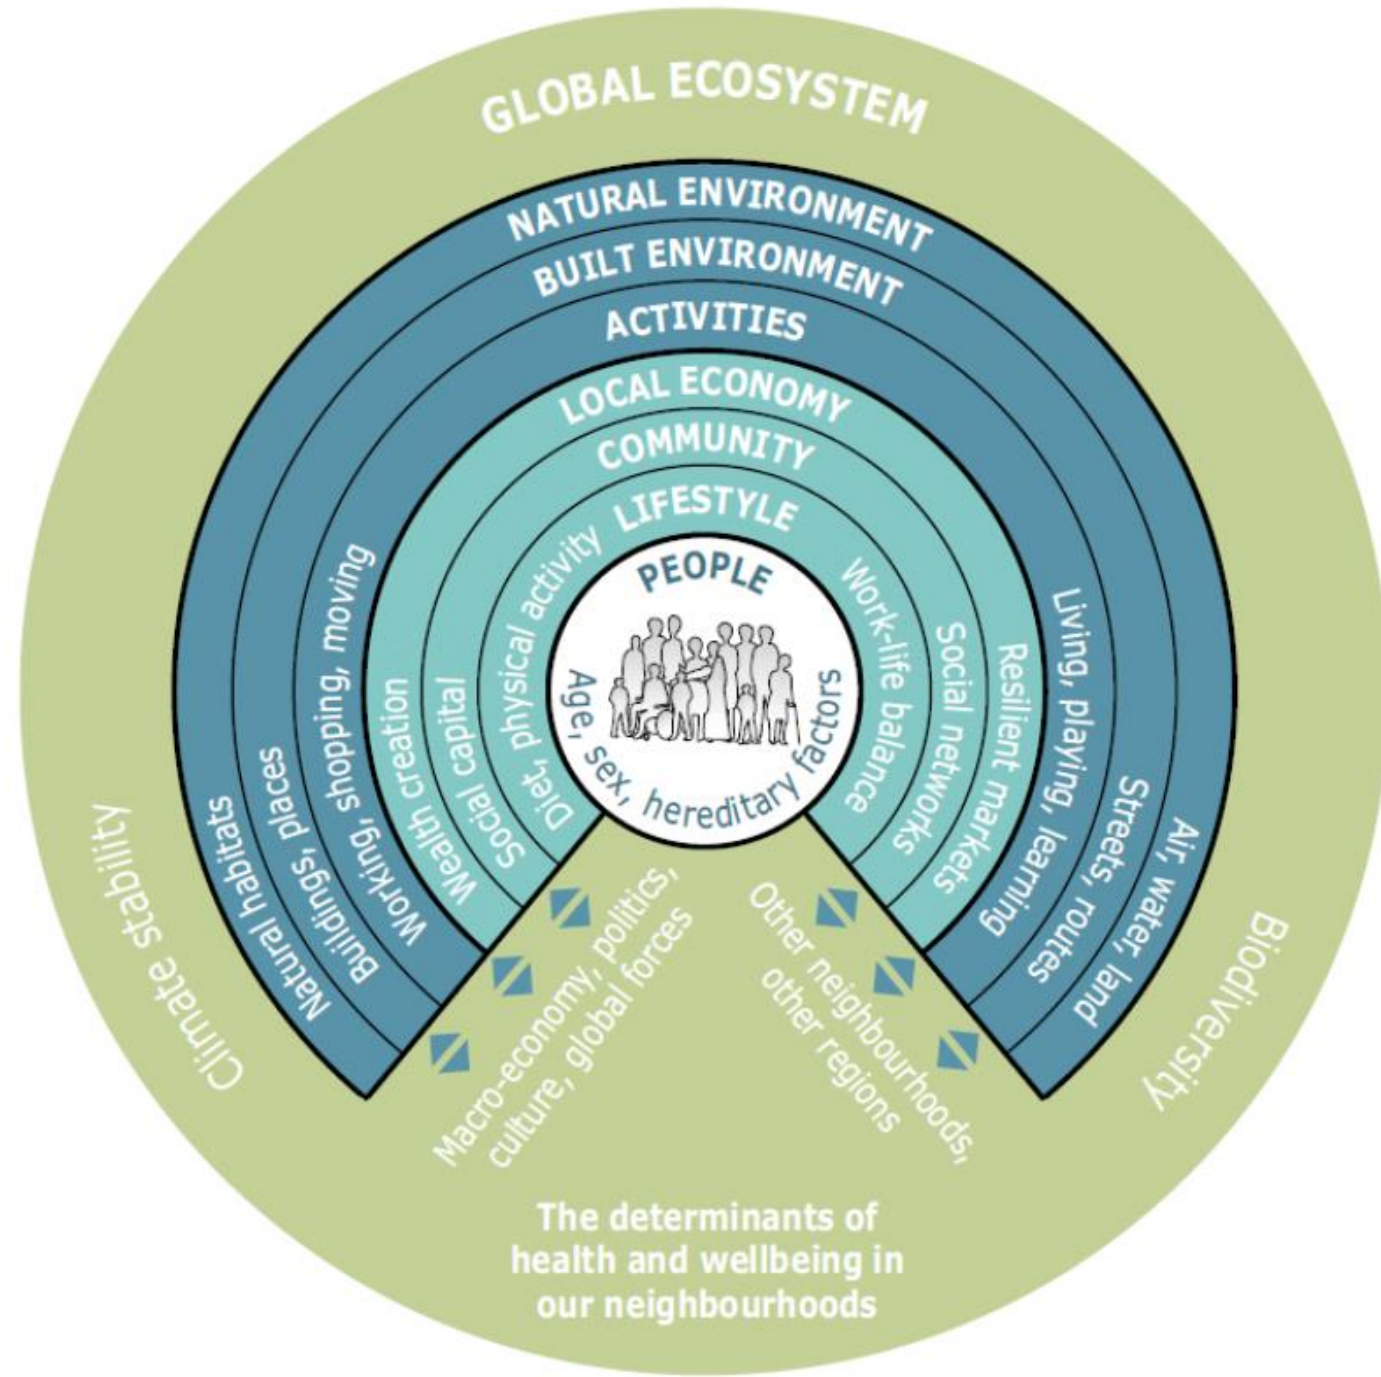 GLOBAL ECOSYSTEM
NATURAL ENVIRONMENT
BUILT ENVIRONMENT
ACTIVITIES
LOCAL ECONOMY
COMMUNITY
LIFESTYLE
PEOPLE
Age, sex, hereditary factors
Diet, physical activity
Work-life balance
Social capital
Social networks
Wealth creation
Resilient markets
Working, shopping, moving
Living, playing, learning
Buildings, places
Streets, routes
Natural habitats
Air, water, land
Climate stability
Biodiversity
Macro-economy, politics,
culture, global forces
Other neighbourhoods,
other regions
The determinants of
health and wellbeing in
our neighbourhoods